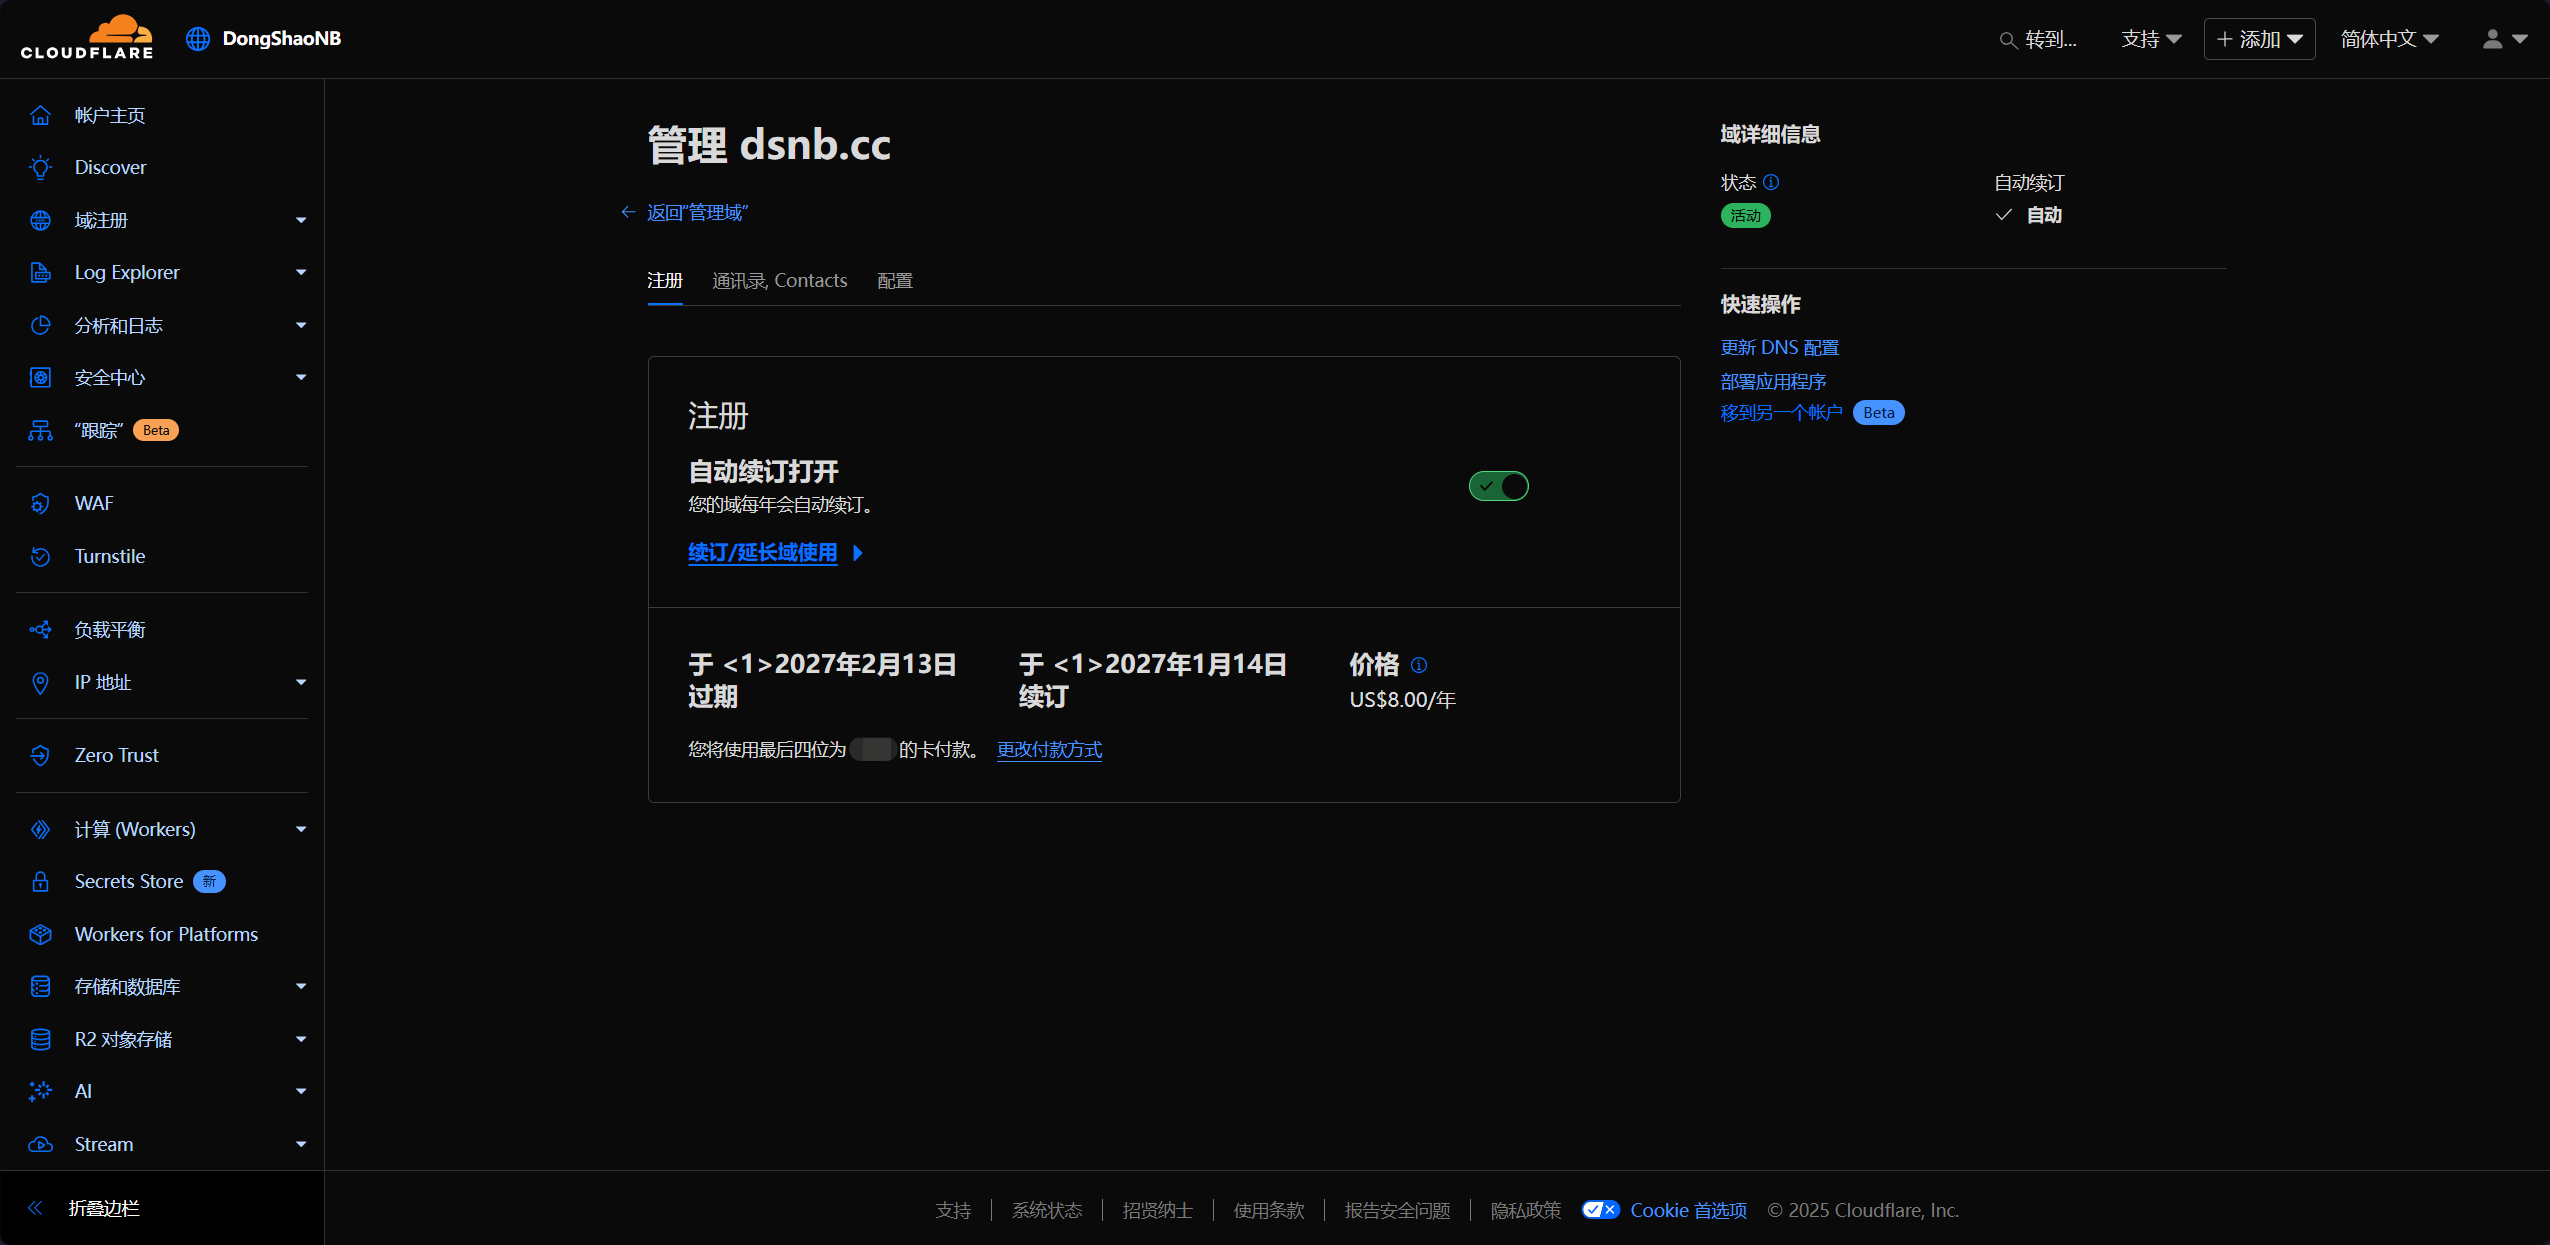 CLOUDFLARE
DongShaoNB
转到...
支持
添加
简体中文
帐户主页
Discover
域注册
Log Explorer
分析和日志
安全中心
“跟踪” Beta
WAF
Turnstile
负载平衡
IP 地址
Zero Trust
计算 (Workers)
Secrets Store 新
Workers for Platforms
存储和数据库
R2 对象存储
AI
Stream
折叠边栏
管理 dsnb.cc
← 返回“管理域”
注册
通讯录, Contacts
配置
注册
自动续订打开
您的域每年会自动续订。
续订/延长域使用
于 <1>2027年2月13日
过期
于 <1>2027年1月14日
续订
价格
US$8.00/年
您将使用最后四位为 的卡付款。 更改付款方式
域详细信息
状态
活动
自动续订
自动
快速操作
更新 DNS 配置
部署应用程序
移到另一个帐户 Beta
支持
系统状态
招贤纳士
使用条款
报告安全问题
隐私政策
Cookie 首选项
© 2025 Cloudflare, Inc.